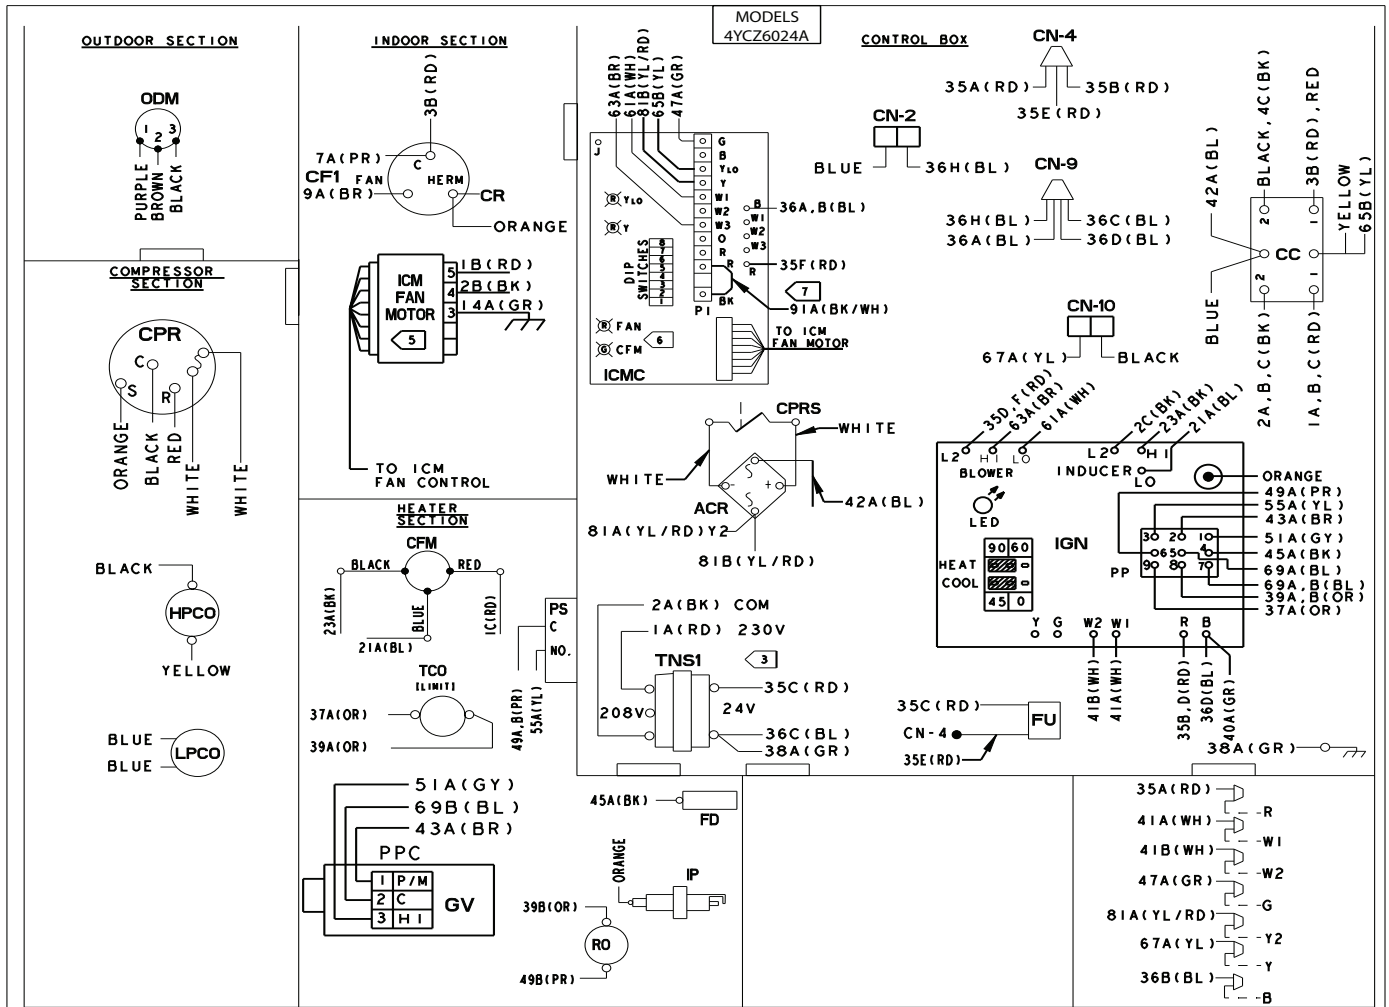 MODELS
4YCZ6024A
OUTDOOR SECTION
ODM
1 2 3
PURPLE
BROWN
BLACK
COMPRESSOR
SECTION
CPR
C
S
R
ORANGE
BLACK
RED
WHITE
WHITE
BLACK
HPCO
YELLOW
BLUE
BLUE
LPCO
INDOOR SECTION
3B(RD)
7A(PR)
C
CF1 FAN HERM CR
9A(BR)
ORANGE
ICM
FAN
MOTOR
5
5 1B(RD)
4 2B(BK)
3 14A(GR)
TO ICM
FAN CONTROL
HEATER
SECTION
CFM
BLACK
RED
BLUE
23A(BK)
21A(BL)
1C(RD)
TCO
[LIMIT]
37A(OR)
39A(OR)
PS
C
NO.
49A,B(PR)
55A(YL)
51A(GY)
69B(BL)
43A(BR)
PPC
1 P/M
2 C
3 HI
GV
45A(BK)
FD
ORANGE
IP
39B(OR)
RO
49B(PR)
CONTROL BOX
63A(BR)
61A(WH)
81B(YL/RD)
65B(YL)
47A(GR)
J
G
B
YLO
Y
W1
W2
W3
O
R
R
BK
P1
B
W1
W2
W3
R
R YLO
R Y
DIP
SWITCHES
8
7
6
5
4
3
2
1
R FAN
G CFM
6
ICMC
36A,B(BL)
35F(RD)
7
91A(BK/WH)
TO ICM
FAN MOTOR
CN-2
BLUE
36H(BL)
CN-4
35A(RD)
35B(RD)
35E(RD)
CN-9
36H(BL)
36C(BL)
36A(BL)
36D(BL)
CN-10
67A(YL)
BLACK
42A(BL)
BLACK,4C(BK)
3B(RD),RED
YELLOW
65B(YL)
2
1
CC
2
1
BLUE
2A,B,C(BK)
1A,B,C(RD)
CPRS
WHITE
WHITE
- +
ACR
42A(BL)
81A(YL/RD)Y2
81B(YL/RD)
2A(BK) COM
1A(RD) 230V
TNS1
3
35C(RD)
208V
24V
36C(BL)
38A(GR)
35D,F(RD)
63A(BR)
61A(WH)
2C(BK)
23A(BK)
21A(BL)
L2 HI LO
BLOWER
L2 HI
INDUCER
LO
LED
IGN
90 60
HEAT
COOL
45 0
PP
3 2 1
6 5 4
9 8 7
ORANGE
49A(PR)
55A(YL)
43A(BR)
51A(GY)
45A(BK)
69A(BL)
69A,B(BL)
39A,B(OR)
37A(OR)
Y G W2 W1 R B
41B(WH)
41A(WH)
35B,D(RD)
36D(BL)
40A(GR)
35C(RD)
FU
CN-4
35E(RD)
38A(GR)
35A(RD)
R
41A(WH)
W1
41B(WH)
W2
47A(GR)
G
81A(YL/RD)
Y2
67A(YL)
Y
36B(BL)
B